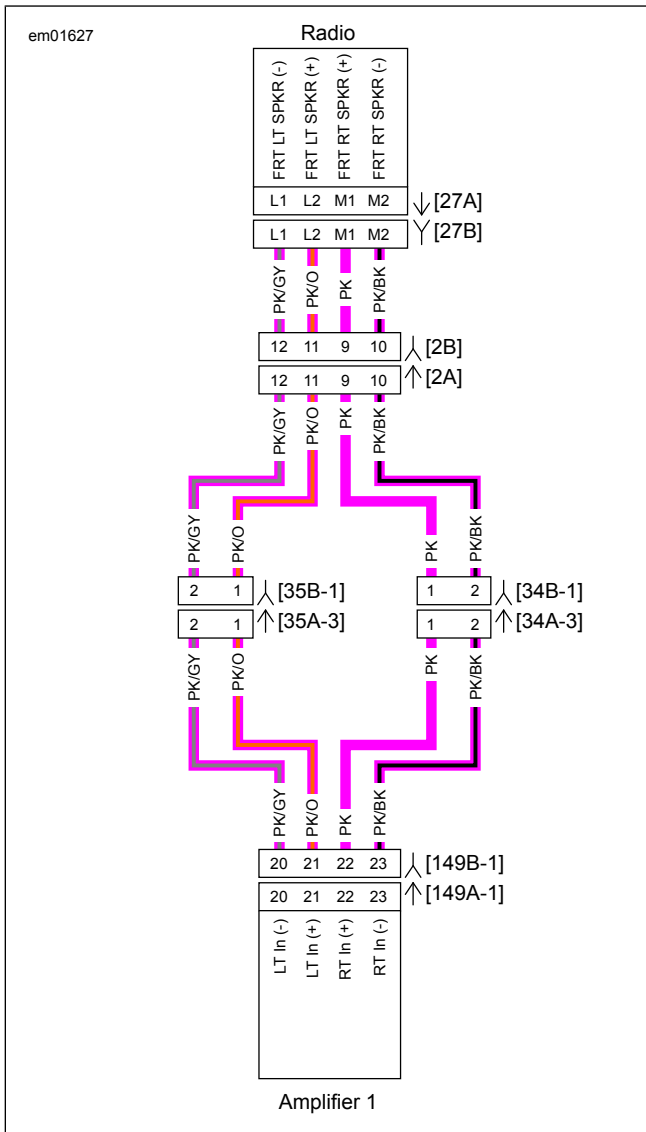 em01627
Radio
FRT LT SPKR (-)
FRT LT SPKR (+)
FRT RT SPKR (+)
FRT RT SPKR (-)
L1 L2 M1 M2 [27A]
L1 L2 M1 M2 [27B]
PK/GY
PK/O
PK
PK/BK
12 11 9 10 [2B]
12 11 9 10 [2A]
PK/GY
PK/O
PK
PK/BK
PK/GY
PK/O
PK
PK/BK
2 1 [35B-1]
1 2 [34B-1]
2 1 [35A-3]
1 2 [34A-3]
PK/GY
PK/O
PK
PK/BK
PK/GY
PK/O
PK
PK/BK
20 21 22 23 [149B-1]
20 21 22 23 [149A-1]
LT In (-)
LT In (+)
RT In (+)
RT In (-)
Amplifier 1